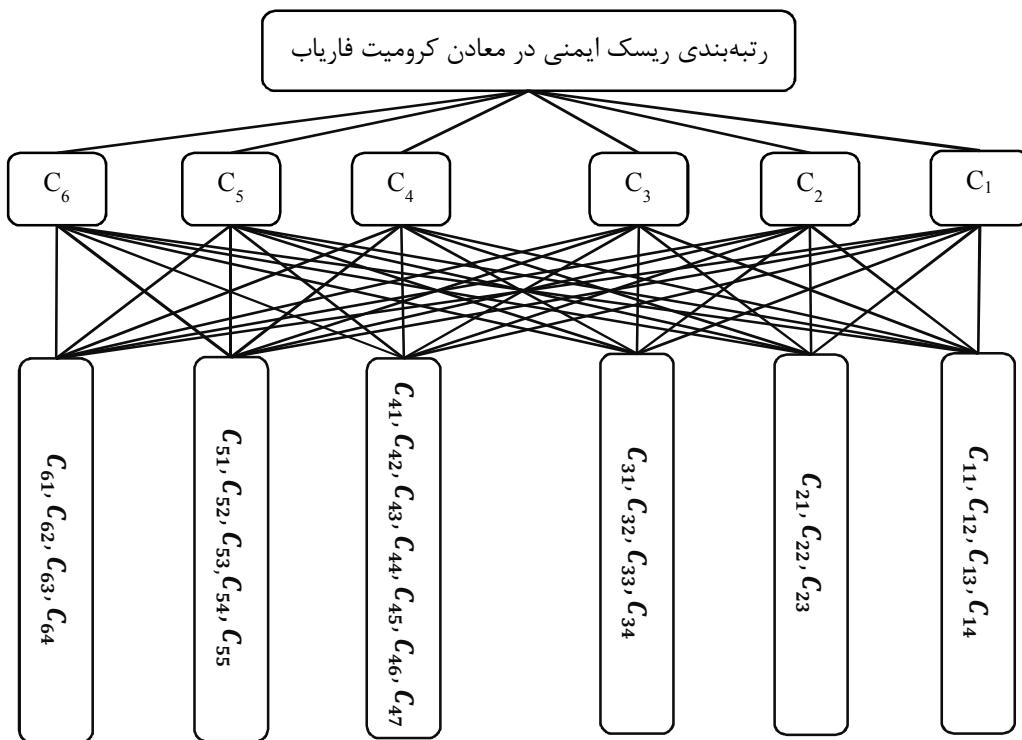 رتبه‌بندی ریسک ایمنی در معادن کرومیت فاریاب
C₁
C₂
C₃
C₄
C₅
C₆
C₁₁, C₁₂, C₁₃, C₁₄
C₂₁, C₂₂, C₂₃
C₃₁, C₃₂, C₃₃, C₃₄
C₄₁, C₄₂, C₄₃, C₄₄, C₄₅, C₄₆, C₄₇
C₅₁, C₅₂, C₅₃, C₅₄, C₅₅
C₆₁, C₆₂, C₆₃, C₆₄